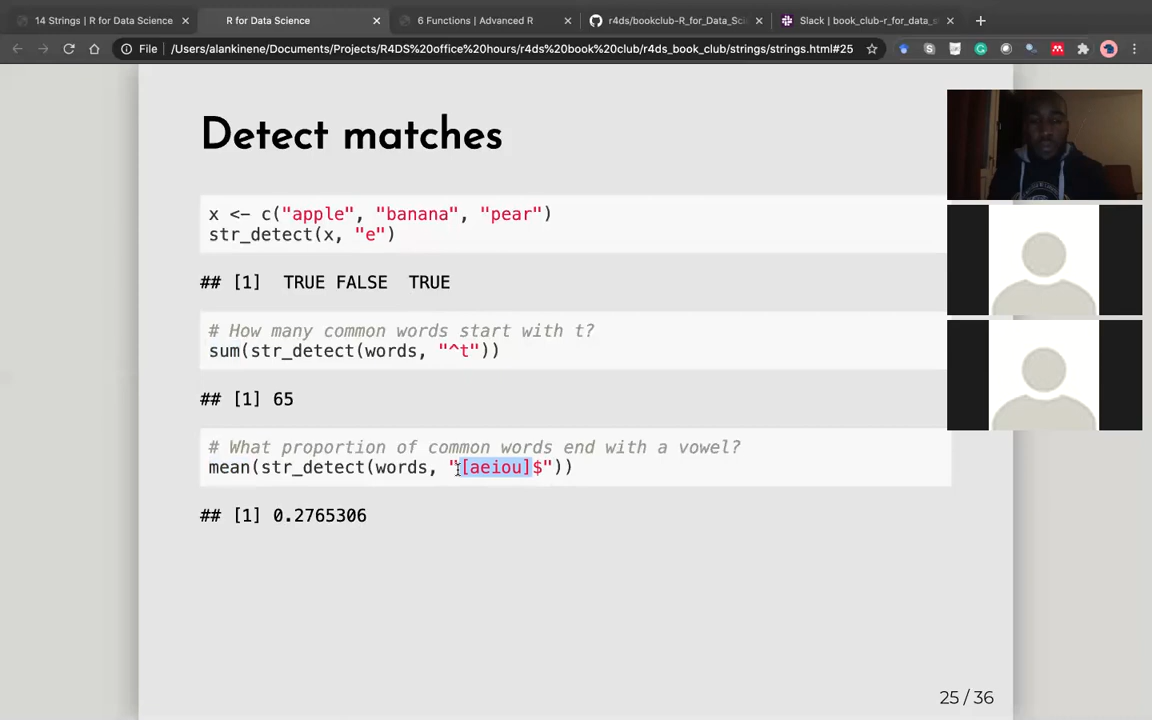 14 Strings | R for Data Science
R for Data Science
6 Functions | Advanced R
r4ds/bookclub-R_for_Data_Sci
Slack | book_club-r_for_data_s
File
/Users/alankinene/Documents/Projects/R4DS%20office%20hours/r4ds%20book%20club/r4ds_book_club/strings/strings.html#25
Detect matches
x <- c("apple", "banana", "pear")
str_detect(x, "e")
## [1]  TRUE FALSE  TRUE
# How many common words start with t?
sum(str_detect(words, "^t"))
## [1] 65
# What proportion of common words end with a vowel?
mean(str_detect(words, "[aeiou]$"))
## [1] 0.2765306
25 / 36